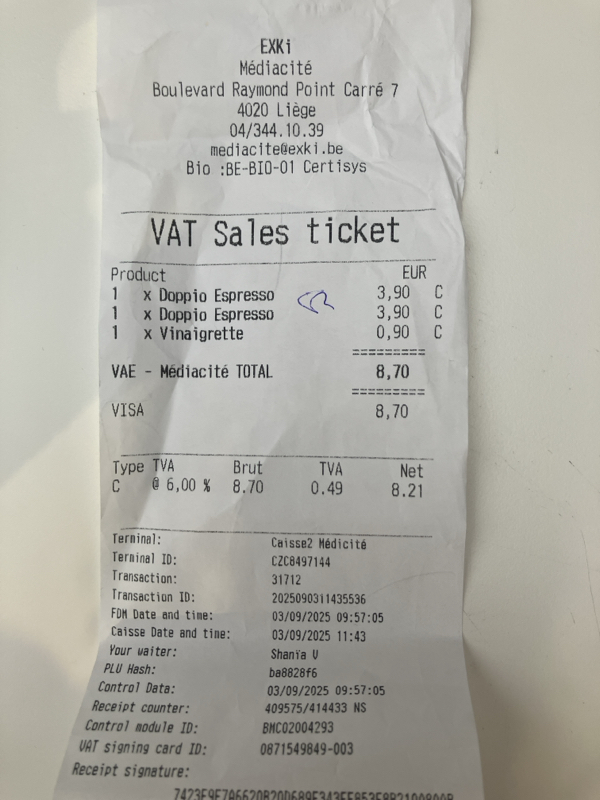 EXKi
Médiacité
Boulevard Raymond Point Carré 7
4020 Liège
04/344.10.39
mediacite@exki.be
Bio :BE-BIO-01 Certisys
VAT Sales ticket
Product EUR
1 x Doppio Espresso 3,90 C
1 x Doppio Espresso 3,90 C
1 x Vinaigrette 0,90 C
=========
VAE - Médiacité TOTAL 8,70
=========
VISA 8,70
Type TVA Brut TVA Net
C @ 6,00 % 8.70 0.49 8.21
Terminal: Caisse2 Médicité
Terminal ID: CZC8497144
Transaction: 31712
Transaction ID: 2025090311435536
FDM Date and time: 03/09/2025 09:57:05
Caisse Date and time: 03/09/2025 11:43
Your waiter: Shanïa V
PLU Hash: ba8828f6
Control Data: 03/09/2025 09:57:05
Receipt counter: 409575/414433 NS
Control module ID: BMC02004293
VAT signing card ID: 0871549849-003
Receipt signature: